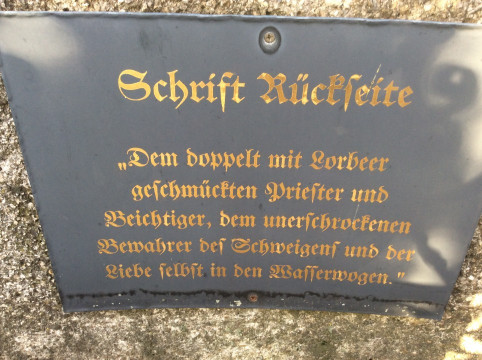 Schrift Rückseite
„Dem doppelt mit Lorbeer
geschmückten Priester und
Beichtiger, dem unerschrockenen
Bewahrer des Schweigens und der
Liebe selbst in den Wasserwogen."